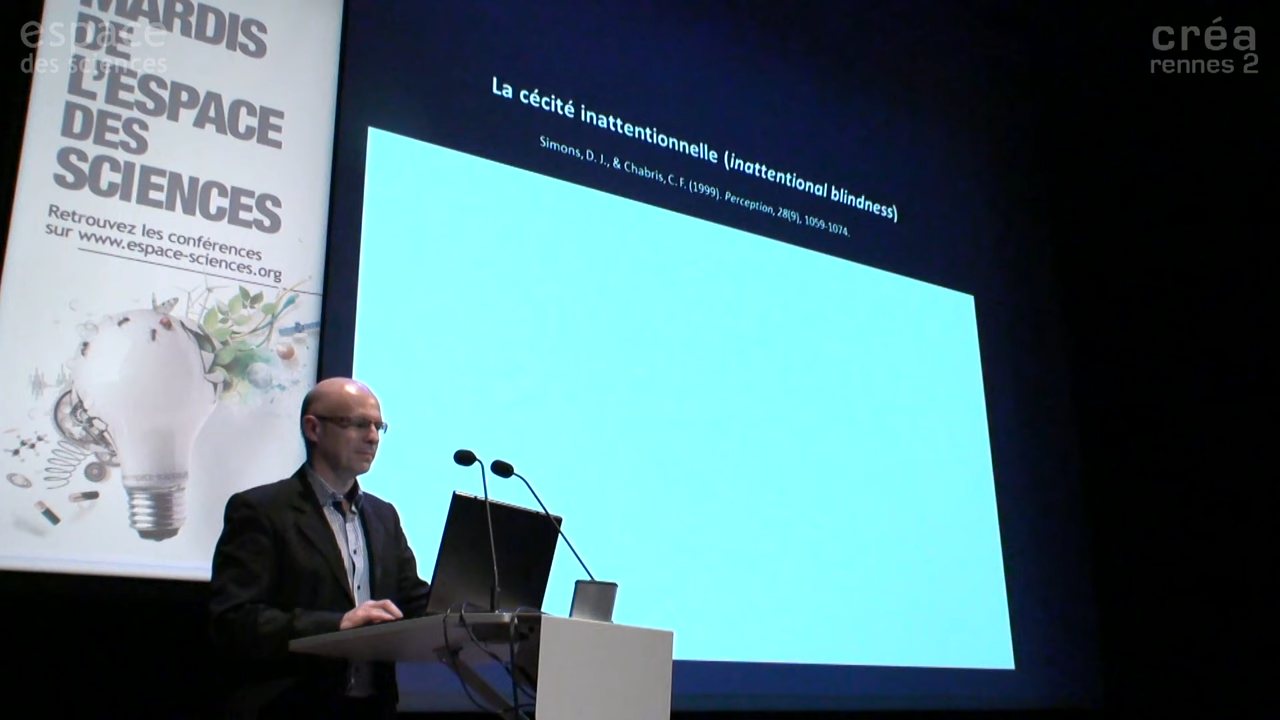 MARDIS
DE
L'ESPACE
DES
SCIENCES
Retrouvez les conférences
sur www.espace-sciences.org
espace
des sciences
La cécité inattentionnelle (inattentional blindness)
Simons, D. J., & Chabris, C. F. (1999). Perception, 28(9), 1059-1074.
créa
rennes 2